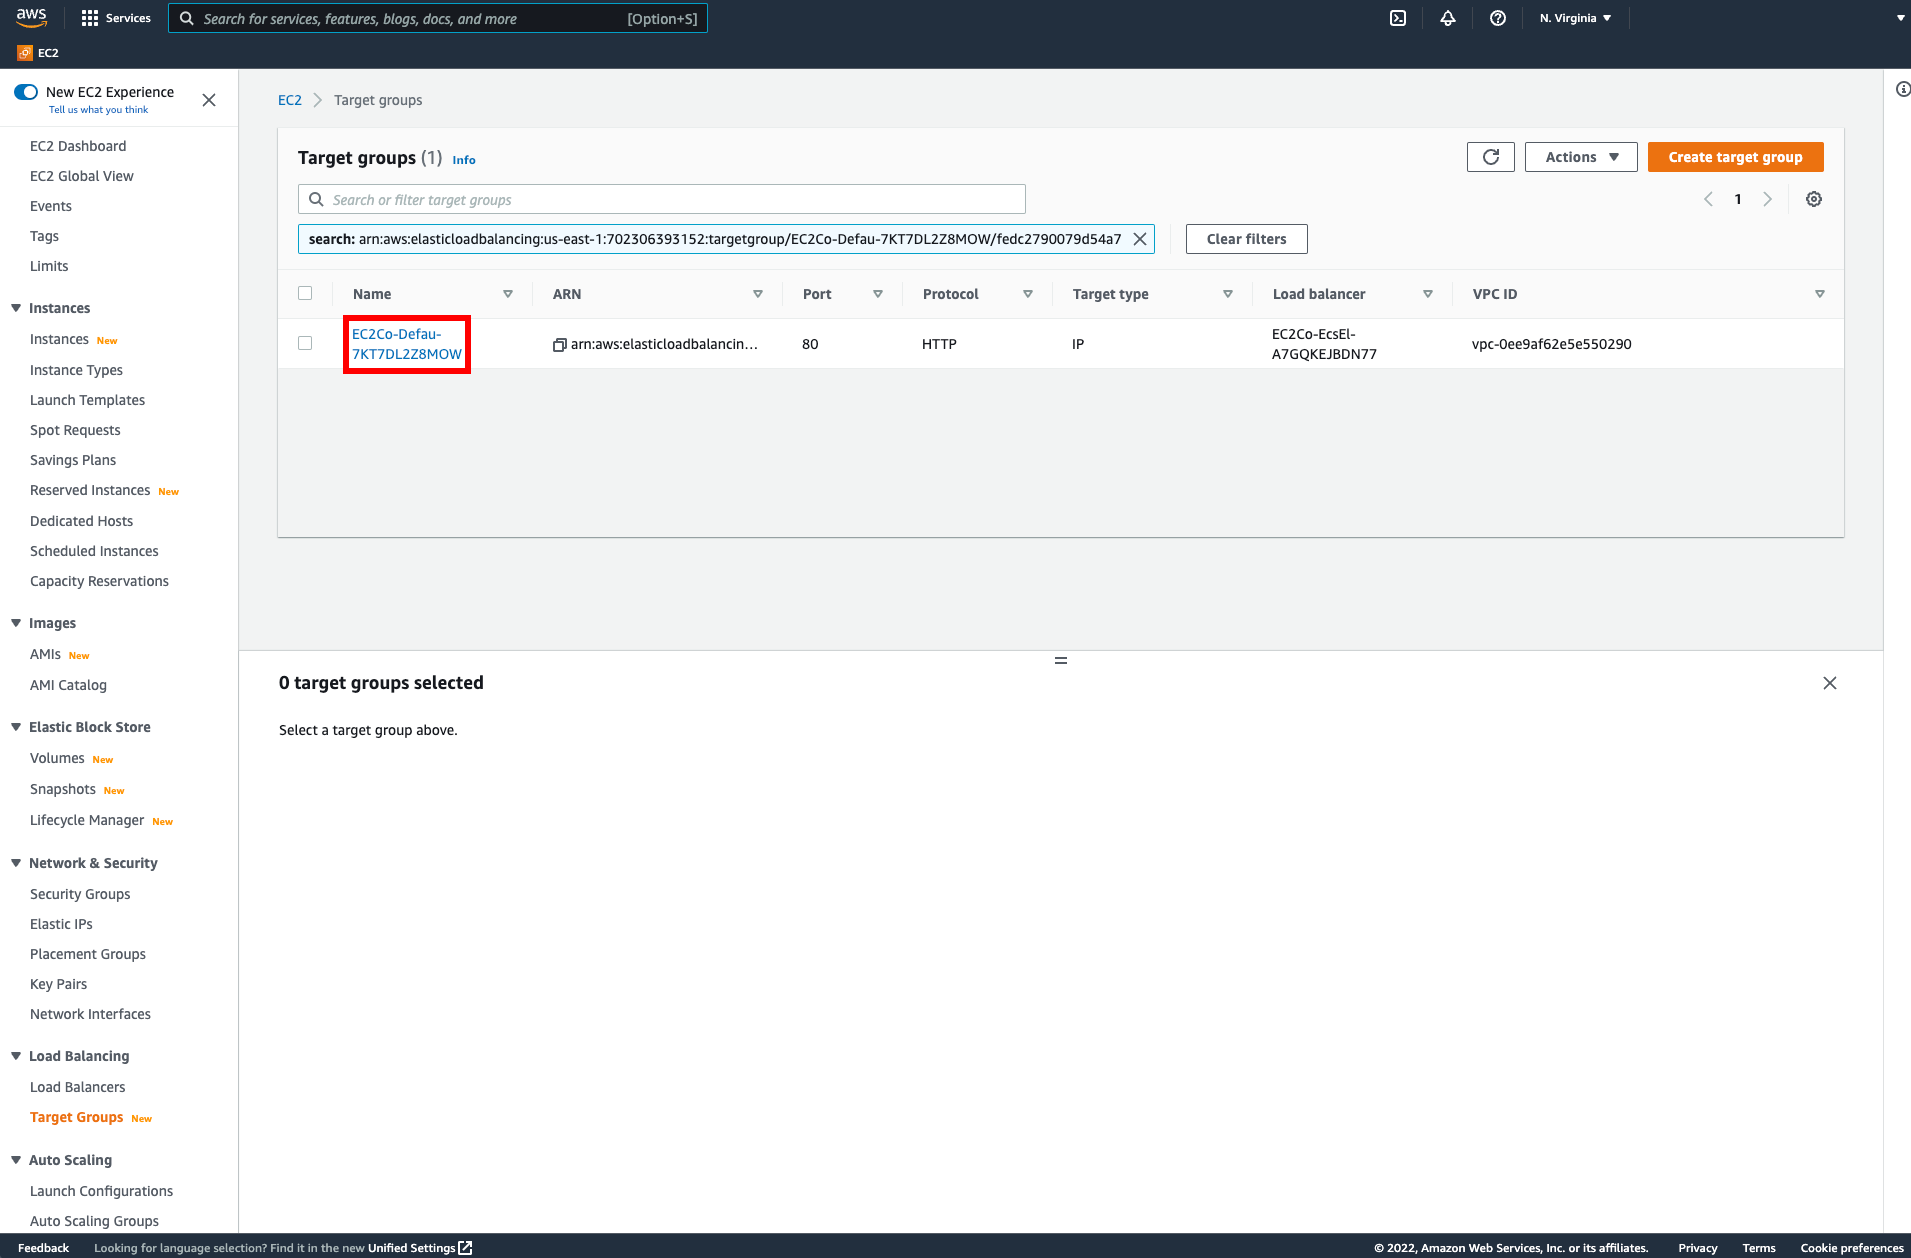 aws
Services
Search for services, features, blogs, docs, and more
[Option+S]
N. Virginia
EC2
New EC2 Experience
Tell us what you think
EC2 Dashboard
EC2 Global View
Events
Tags
Limits
Instances
Instances New
Instance Types
Launch Templates
Spot Requests
Savings Plans
Reserved Instances New
Dedicated Hosts
Scheduled Instances
Capacity Reservations
Images
AMIs New
AMI Catalog
Elastic Block Store
Volumes New
Snapshots New
Lifecycle Manager New
Network & Security
Security Groups
Elastic IPs
Placement Groups
Key Pairs
Network Interfaces
Load Balancing
Load Balancers
Target Groups New
Auto Scaling
Launch Configurations
Auto Scaling Groups
EC2 > Target groups
Target groups (1) Info
Actions
Create target group
Search or filter target groups
1
search: arn:aws:elasticloadbalancing:us-east-1:702306393152:targetgroup/EC2Co-Defau-7KT7DL2Z8MOW/fedc2790079d54a7
Clear filters
Name ARN Port Protocol Target type Load balancer VPC ID
EC2Co-Defau-
7KT7DL2Z8MOW
arn:aws:elasticloadbalancin...
80
HTTP
IP
EC2Co-EcsEl-
A7GQKEJBDN77
vpc-0ee9af62e5e550290
0 target groups selected
Select a target group above.
Feedback
Looking for language selection? Find it in the new Unified Settings
© 2022, Amazon Web Services, Inc. or its affiliates.
Privacy
Terms
Cookie preferences